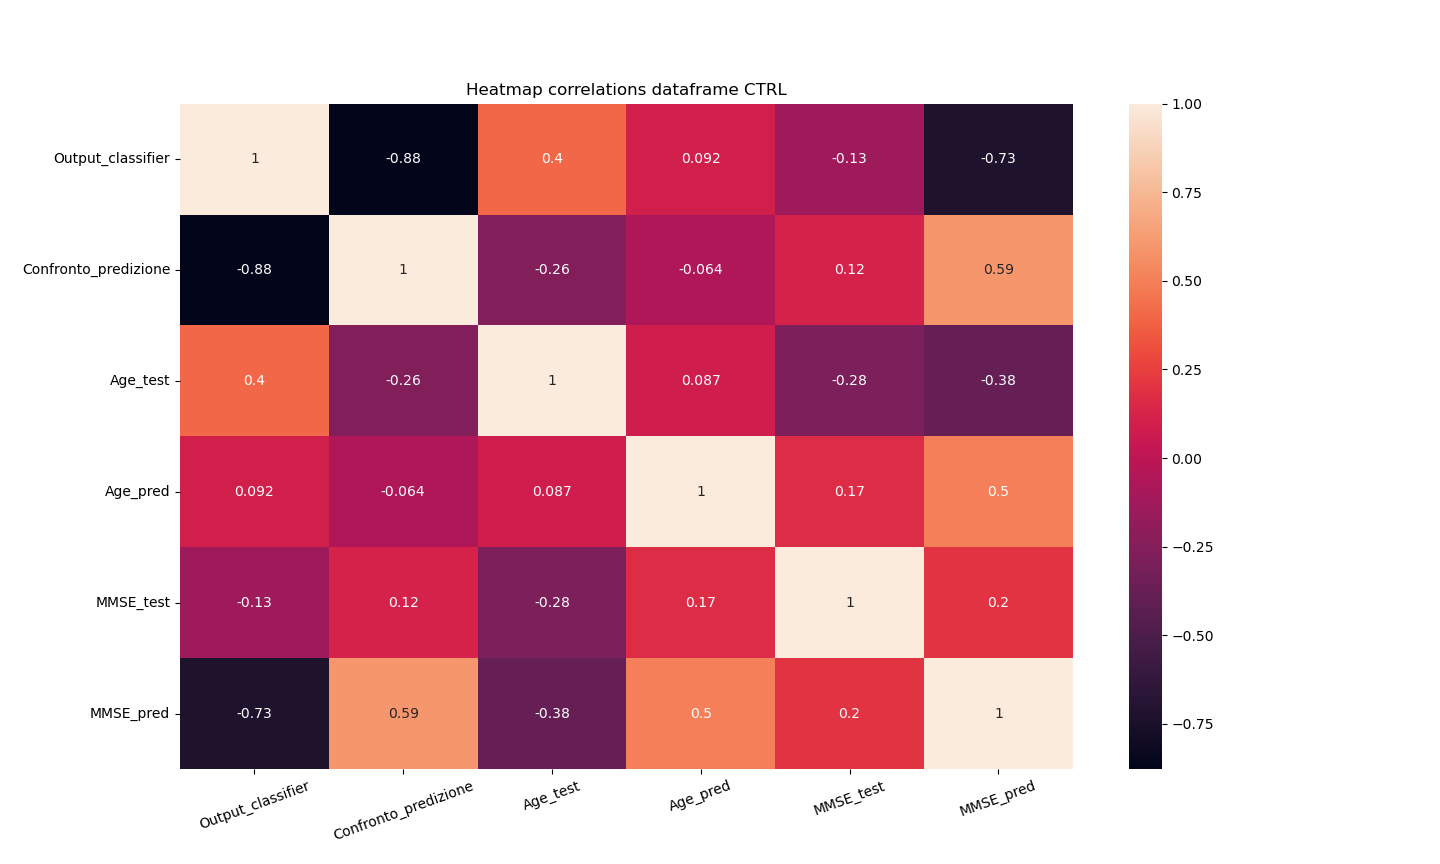 Heatmap correlations dataframe CTRL
Output_classifier 1 -0.88 0.4 0.092 -0.13 -0.73
Confronto_predizione -0.88 1 -0.26 -0.064 0.12 0.59
Age_test 0.4 -0.26 1 0.087 -0.28 -0.38
Age_pred 0.092 -0.064 0.087 1 0.17 0.5
MMSE_test -0.13 0.12 -0.28 0.17 1 0.2
MMSE_pred -0.73 0.59 -0.38 0.5 0.2 1
Output_classifier Confronto_predizione Age_test Age_pred MMSE_test MMSE_pred
1.00
0.75
0.50
0.25
0.00
−0.25
−0.50
−0.75